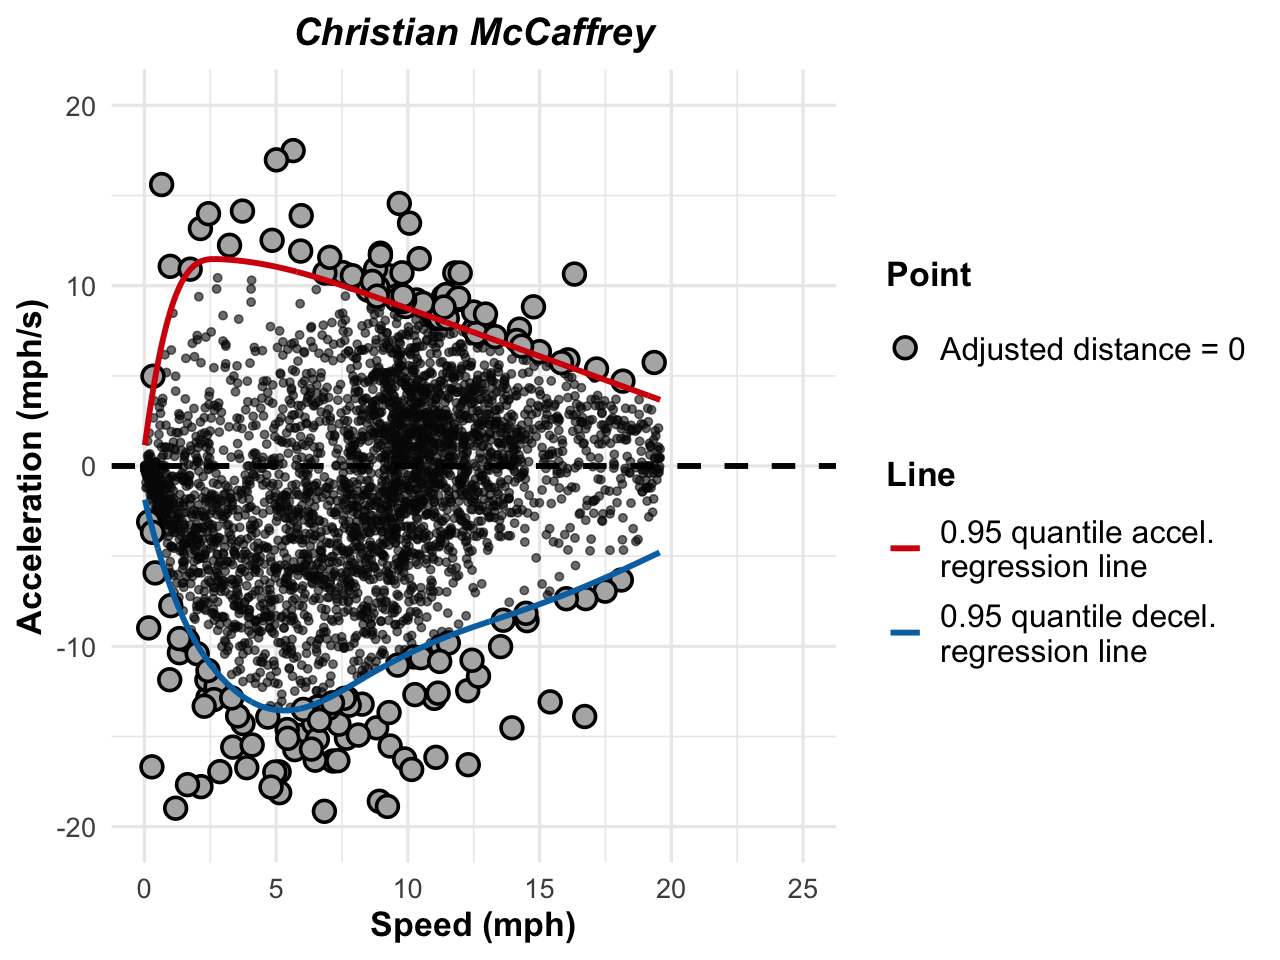 Christian McCaffrey
20
10
0
-10
-20
Acceleration (mph/s)
0 5 10 15 20 25
Speed (mph)
Point
Adjusted distance = 0
Line
0.95 quantile accel.
regression line
0.95 quantile decel.
regression line